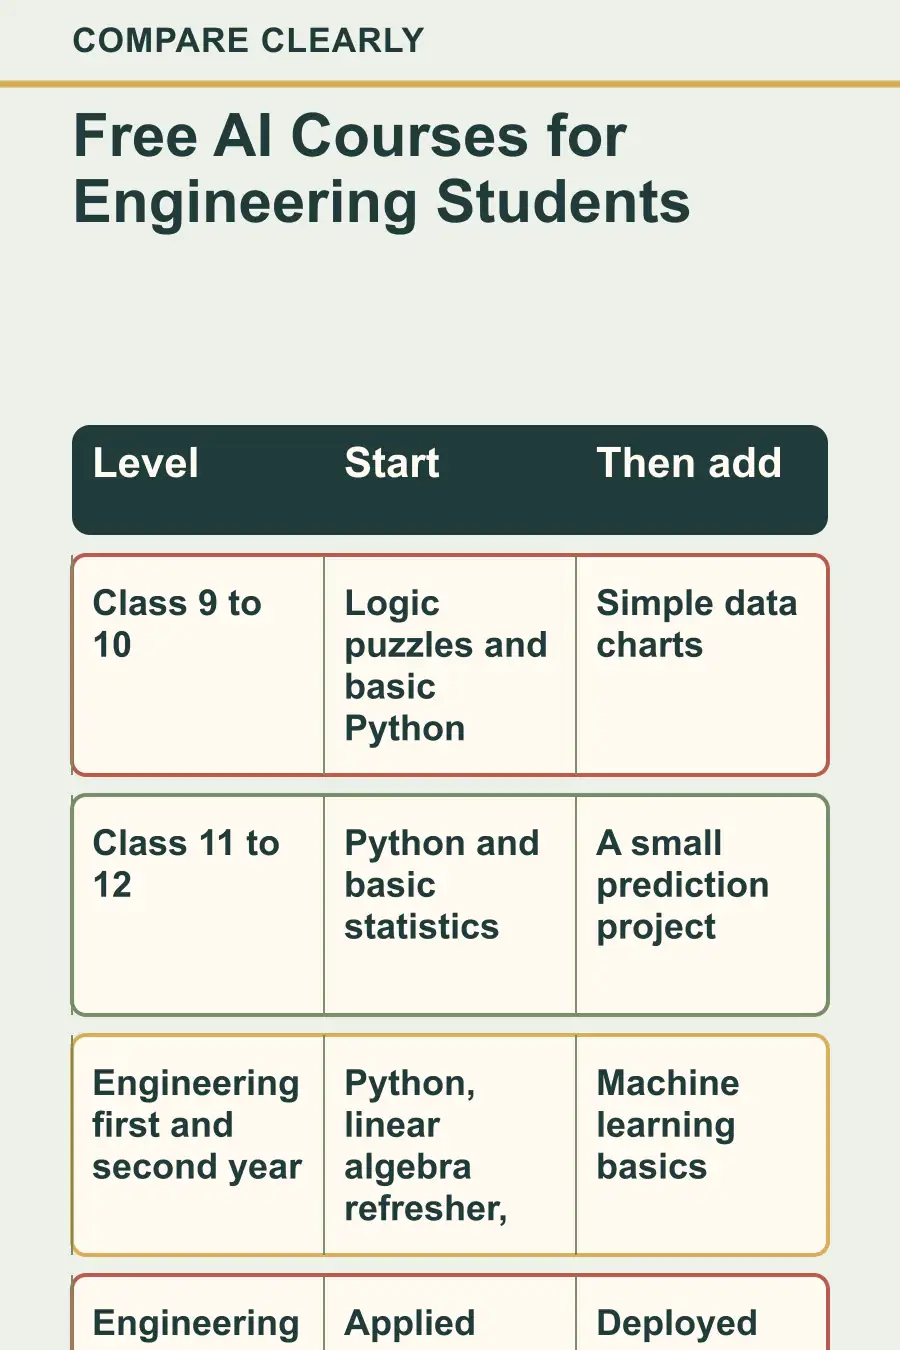 COMPARE CLEARLY
Free AI Courses for
Engineering Students
Level Start Then add
Class 9 to
10
Logic
puzzles and
basic
Python
Simple data
charts
Class 11 to
12
Python and
basic
statistics
A small
prediction
project
Engineering
first and
second year
Python,
linear
algebra
refresher,
Machine
learning
basics
Engineering
Applied
Deployed